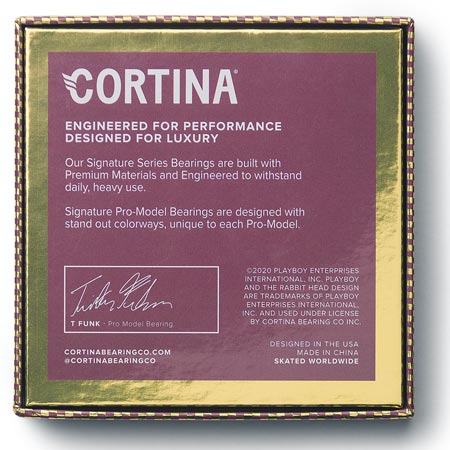 CORTINA®
ENGINEERED FOR PERFORMANCE
DESIGNED FOR LUXURY
Our Signature Series Bearings are built with
Premium Materials and Engineered to withstand
daily, heavy use.
Signature Pro-Model Bearings are designed with
stand out colorways, unique to each Pro-Model.
T FUNK · Pro Model Bearing.
©2020 PLAYBOY ENTERPRISES
INTERNATIONAL, INC. PLAYBOY
AND THE RABBIT HEAD DESIGN
ARE TRADEMARKS OF PLAYBOY
ENTERPRISES INTERNATIONAL,
INC. AND USED UNDER LICENSE
BY CORTINA BEARING CO INC.
CORTINABEARINGCO.COM
@CORTINABEARINGCO
DESIGNED IN THE USA
MADE IN CHINA
SKATED WORLDWIDE